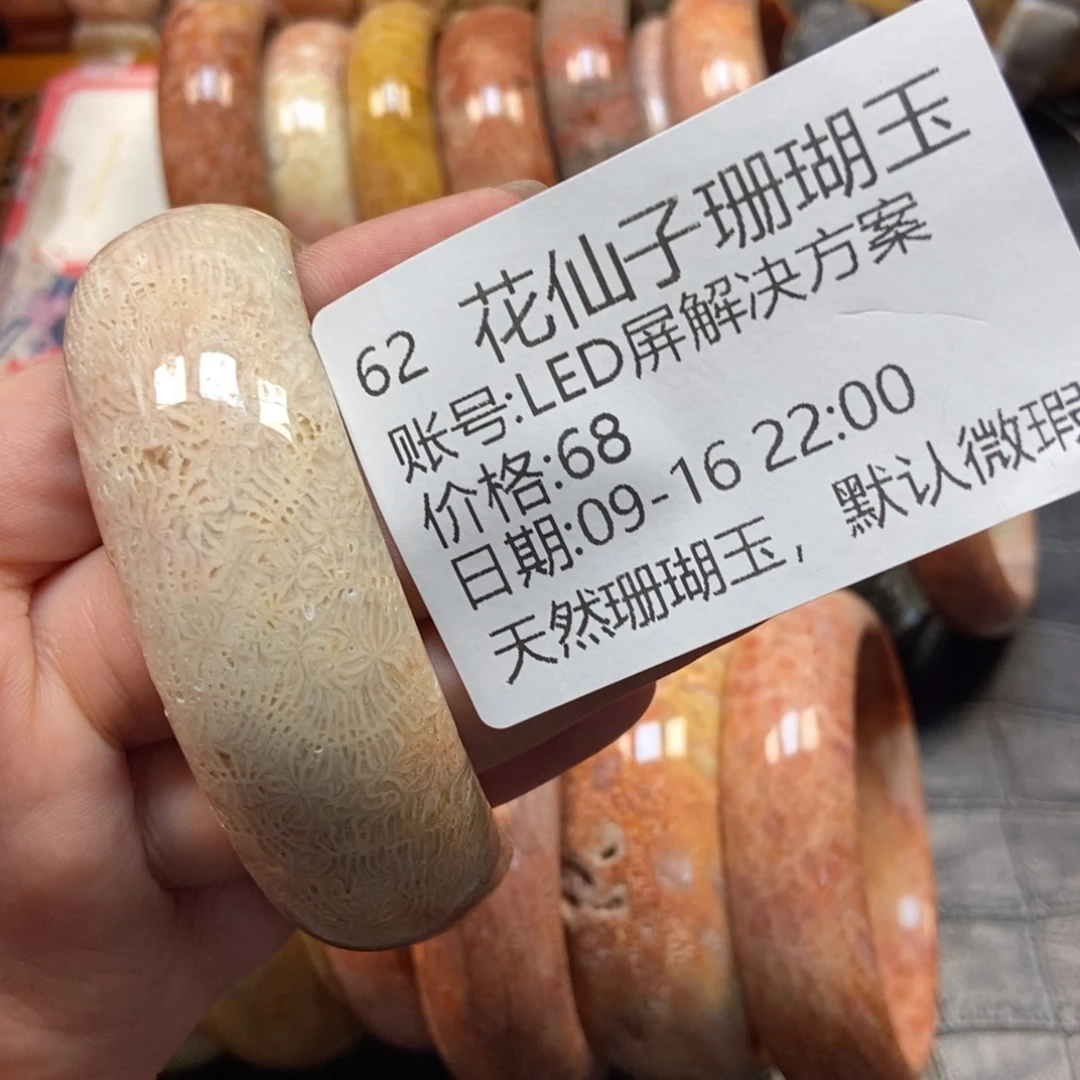 62 花仙子珊瑚玉
账号:LED屏解决方案
价格:68
日期:09-16 22:00
天然珊瑚玉，默认微瑕